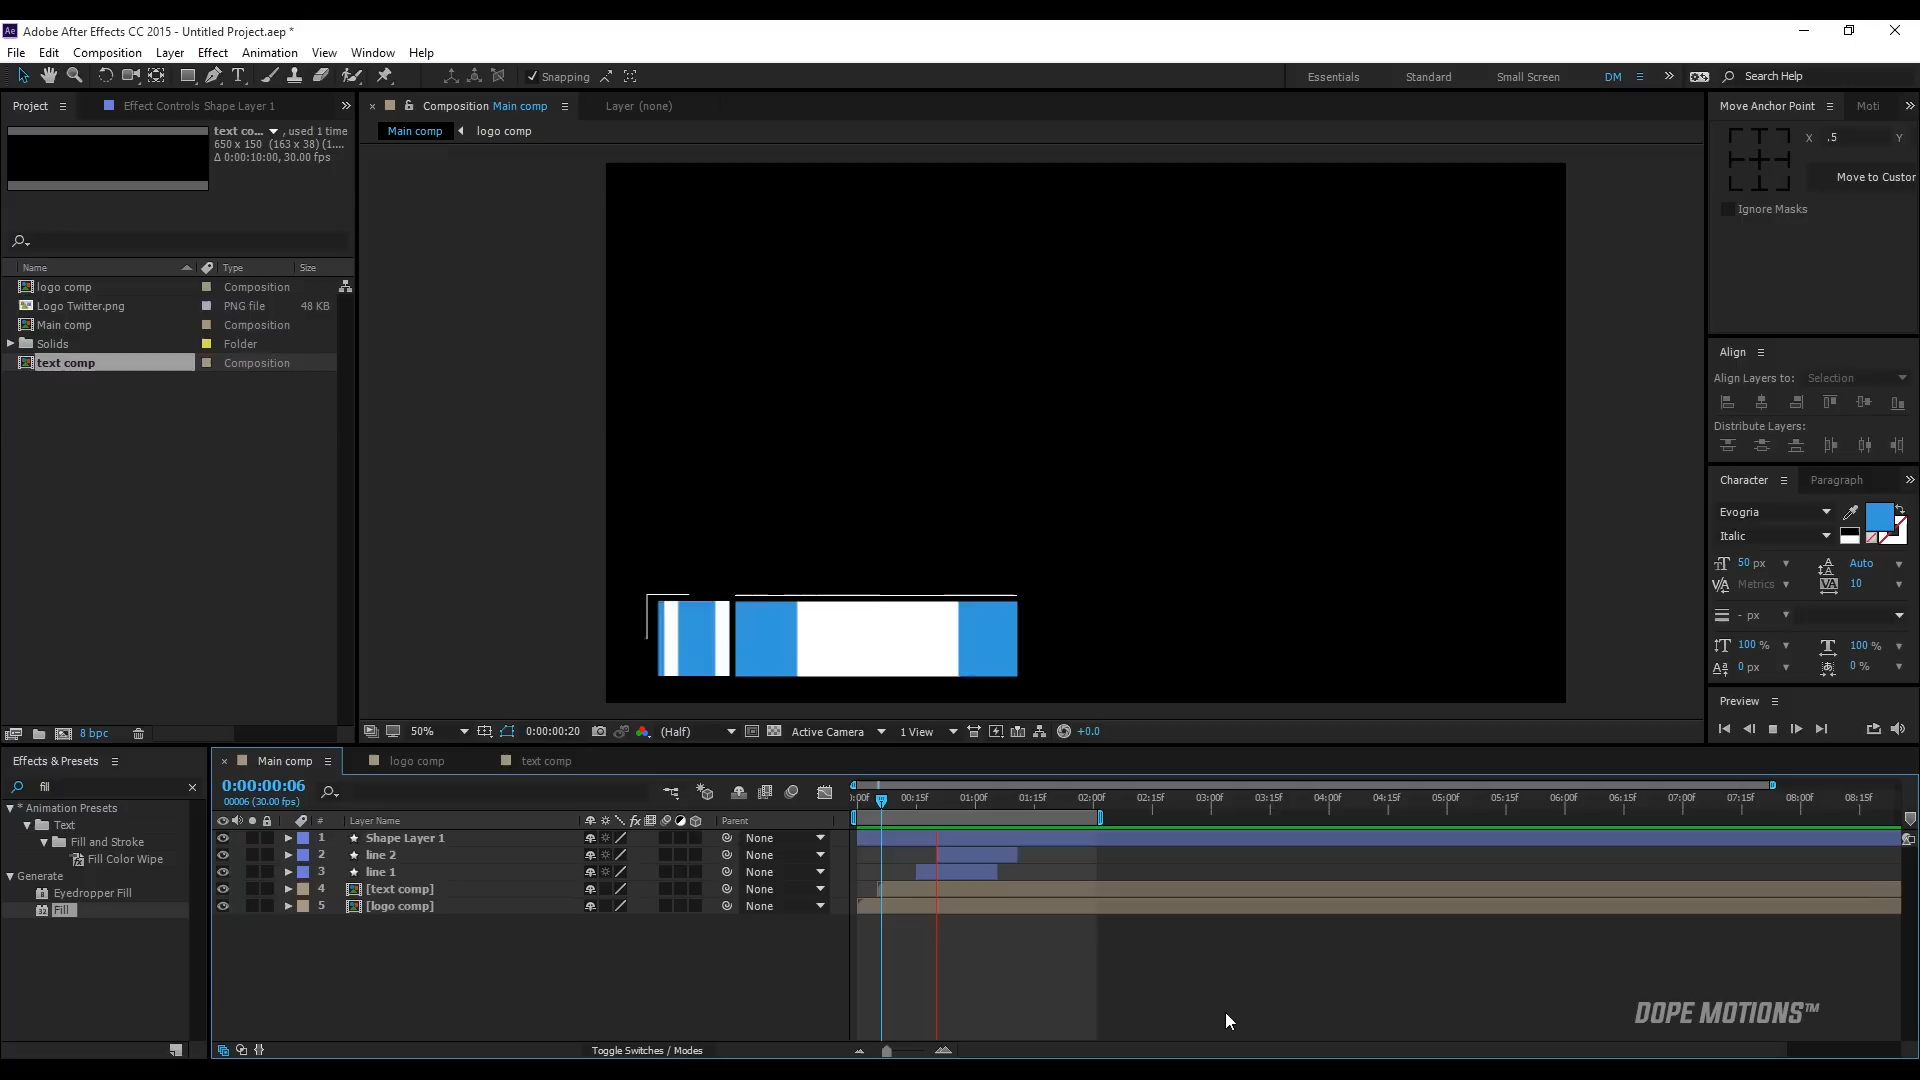 Adobe After Effects CC 2015 - Untitled Project.aep *
File Edit Composition Layer Effect Animation View Window Help
Snapping
Essentials Standard Small Screen DM Search Help
Project Effect Controls Shape Layer 1
Composition Main comp Layer (none)
Move Anchor Point Moti
Main comp logo comp
text co... , used 1 time
650 x 150 (163 x 38) (1....
Δ 0:00:10:00, 30.00 fps
X .5 Y
Move to Custor
Ignore Masks
Name Type Size
logo comp Composition
Logo Twitter.png PNG file 48 KB
Main comp Composition
Solids Folder
text comp Composition
Align
Align Layers to: Selection
Distribute Layers:
Character Paragraph
Evogria
Italic
50 px Auto
Metrics 10
- px
100 % 100 %
0 px 0 %
Preview
8 bpc
50% 0:00:00:20 (Half) Active Camera 1 View +0.0
Effects & Presets
fill
* Animation Presets
Text
Fill and Stroke
Fill Color Wipe
Generate
Eyedropper Fill
Fill
Main comp logo comp text comp
0:00:00:06
00006 (30.00 fps)
):00f 00:15f 01:00f 01:15f 02:00f 02:15f 03:00f 03:15f 04:00f 04:15f 05:00f 05:15f 06:00f 06:15f 07:00f 07:15f 08:00f 08:15f
# Layer Name Parent
1 Shape Layer 1 None
2 line 2 None
3 line 1 None
4 [text comp] None
5 [logo comp] None
Toggle Switches / Modes
DOPE MOTIONS™